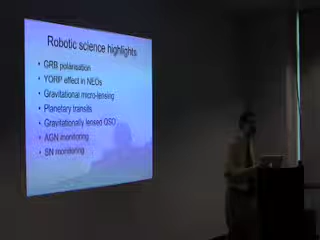 Robotic science highlights
• GRB polarisation
• YORP effect in NEOs
• Gravitational micro-lensing
• Planetary transits
• Gravitationally lensed QSO
• AGN monitoring
• SN monitoring